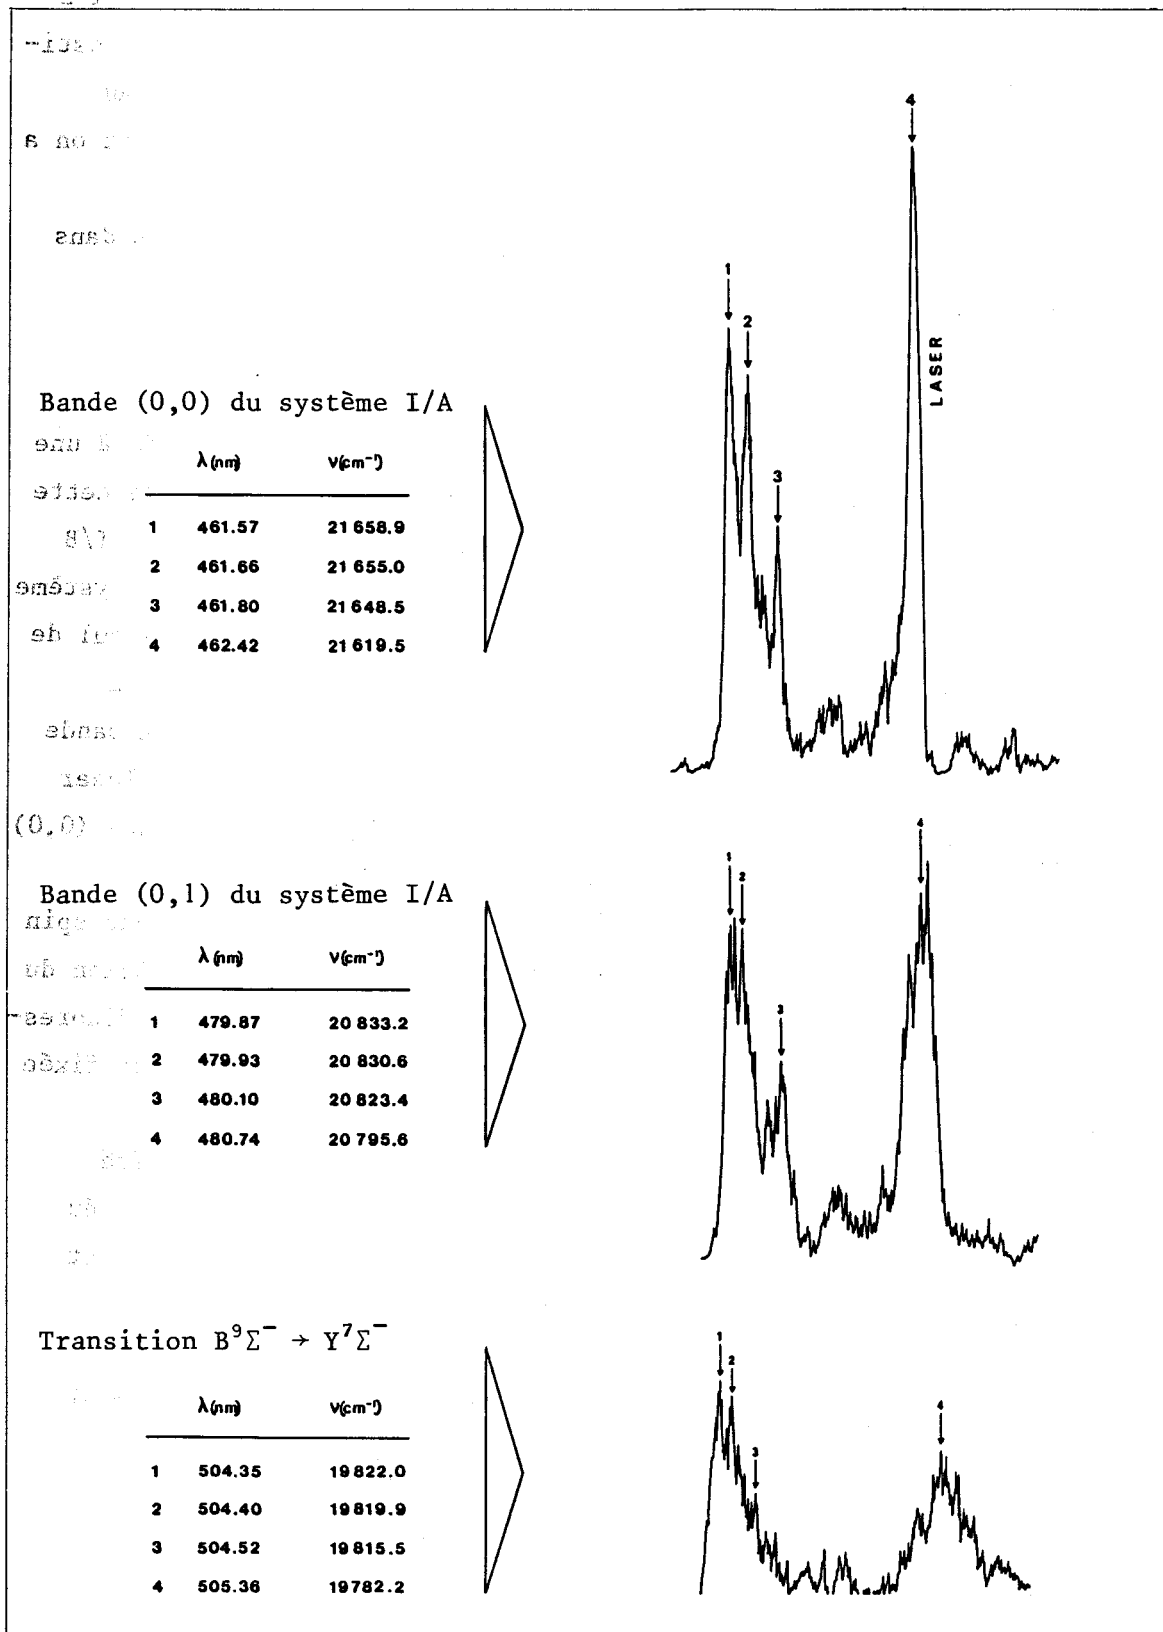 4
1
2
LASER
3
Bande (0,0) du système I/A
λ(nm) ν(cm⁻¹)
1 461.57 21 658.9
2 461.66 21 655.0
3 461.80 21 648.5
4 462.42 21 619.5
4
1
2
3
Bande (0,1) du système I/A
λ(nm) ν(cm⁻¹)
1 479.87 20 833.2
2 479.93 20 830.6
3 480.10 20 823.4
4 480.74 20 795.6
1
2
4
3
Transition B⁹Σ⁻ → Y⁷Σ⁻
λ(nm) ν(cm⁻¹)
1 504.35 19 822.0
2 504.40 19 819.9
3 504.52 19 815.5
4 505.36 19 782.2